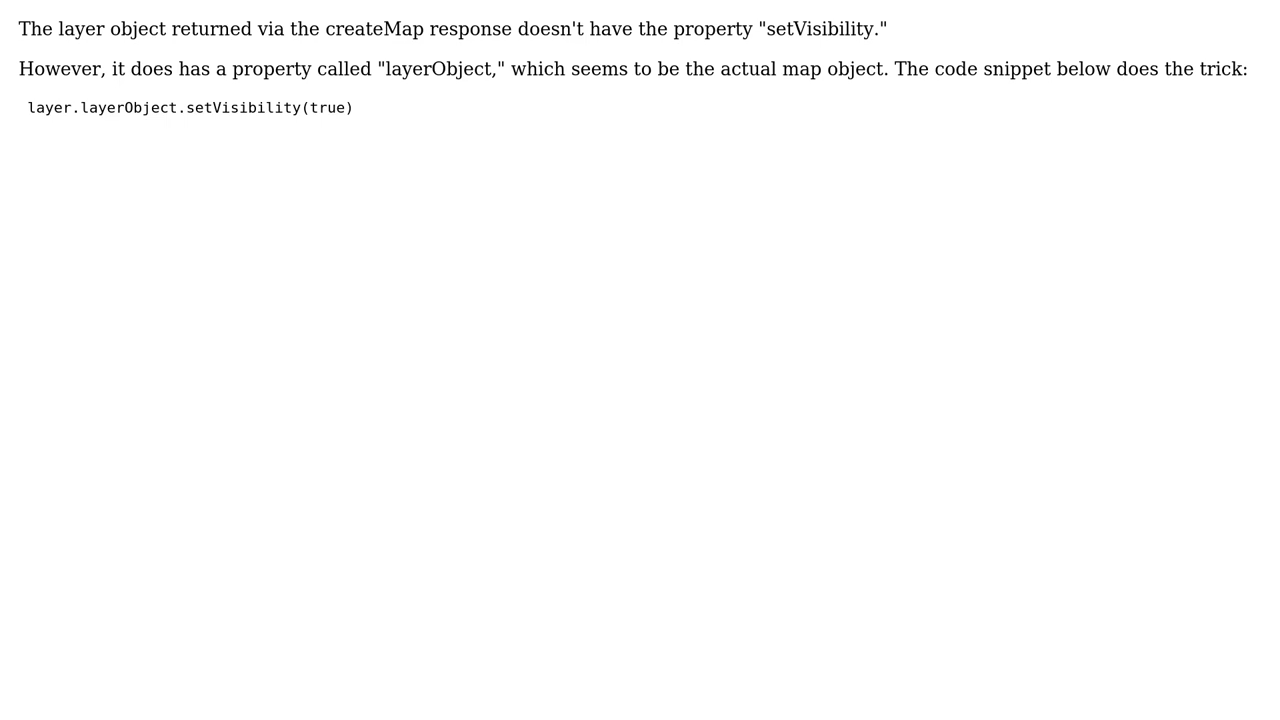 The layer object returned via the createMap response doesn't have the property "setVisibility."
However, it does has a property called "layerObject," which seems to be the actual map object. The code snippet below does the trick:
layer.layerObject.setVisibility(true)